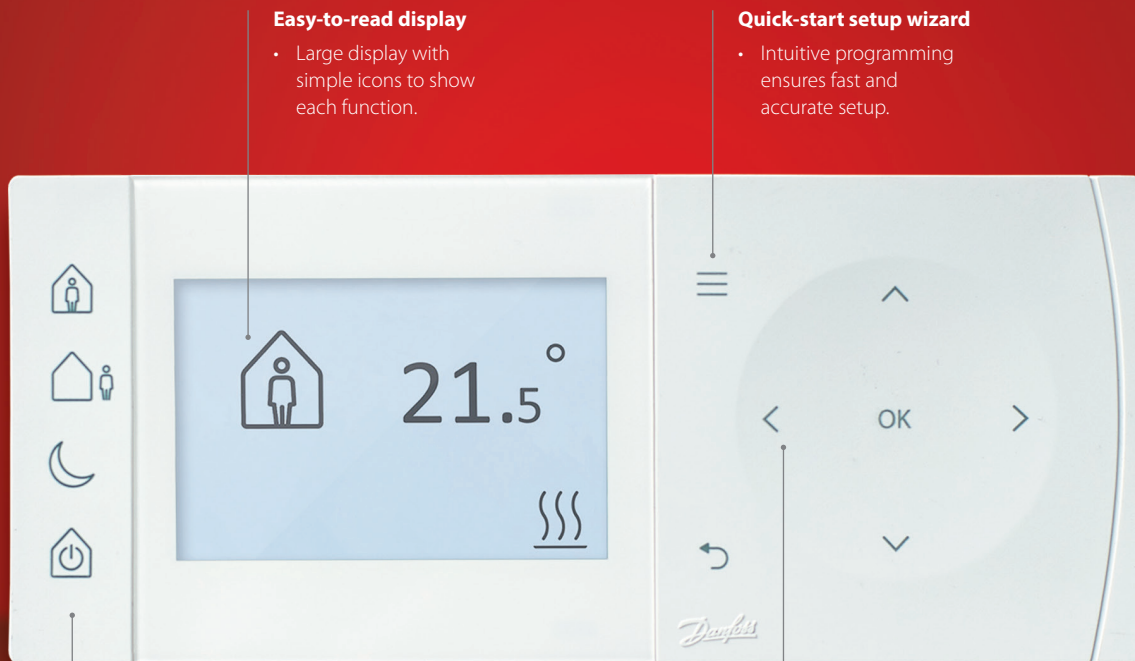 Easy-to-read display
• Large display with
simple icons to show
each function.
Quick-start setup wizard
• Intuitive programming
ensures fast and
accurate setup.
21.5°
OK
Danfoss